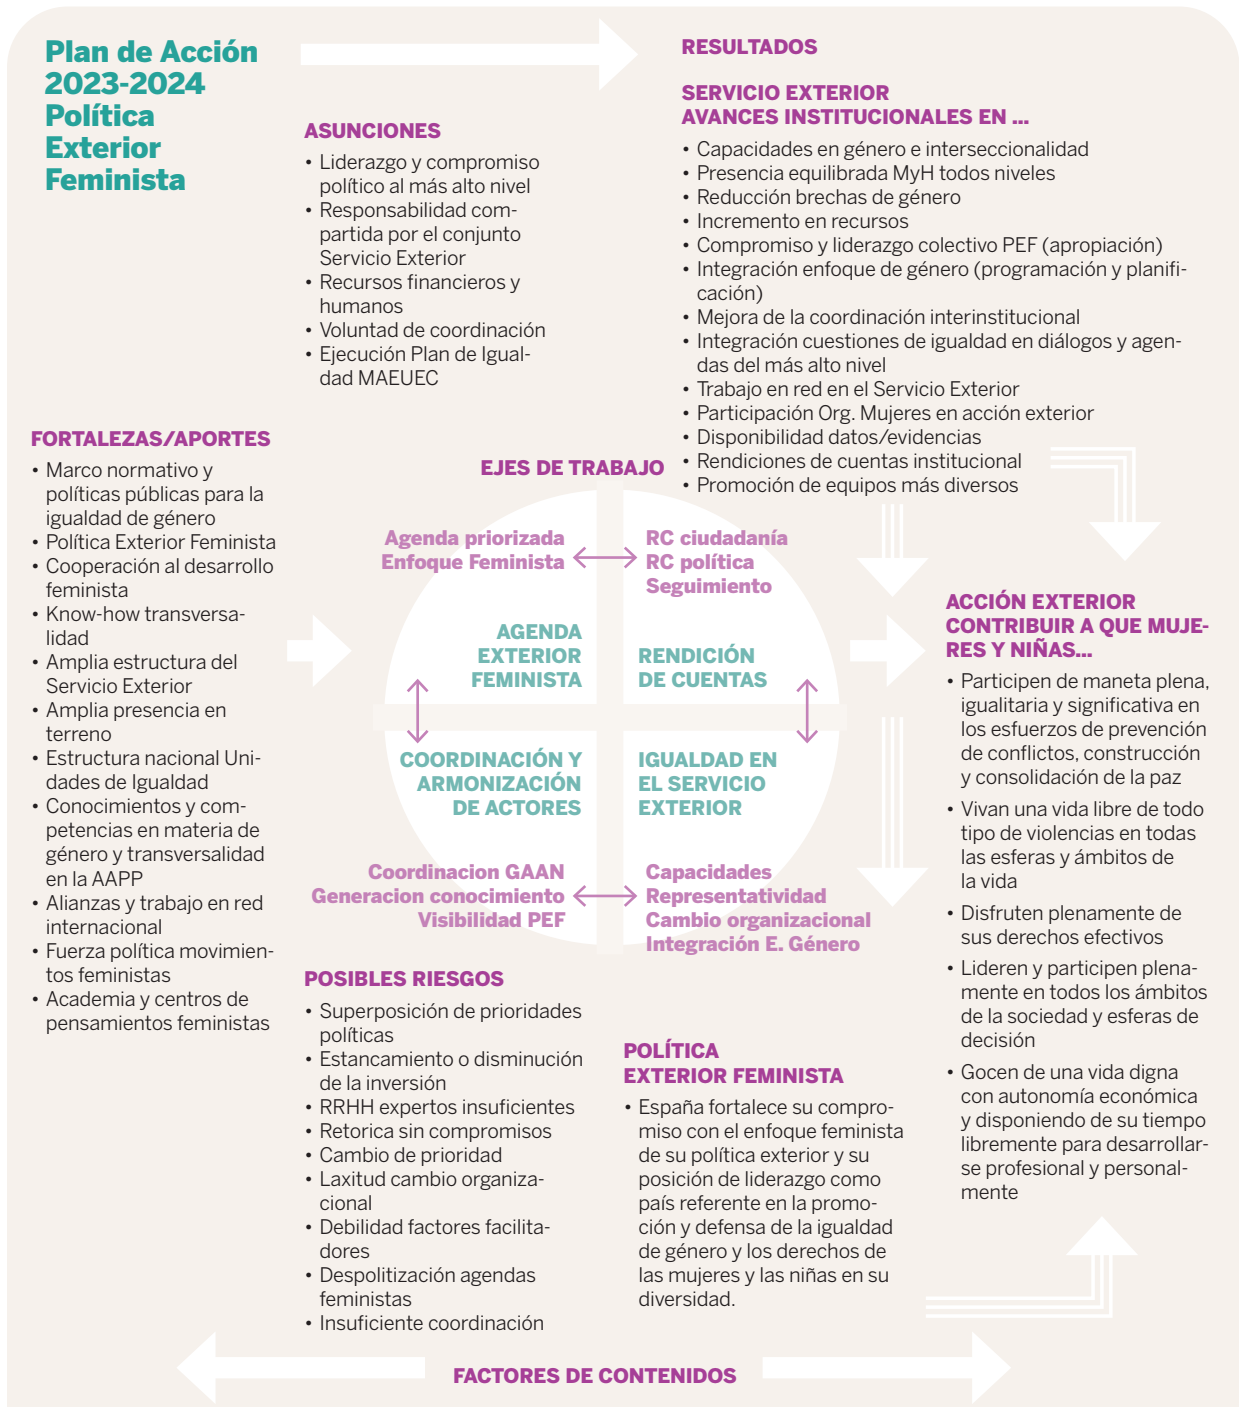 Plan de Acción
2023-2024
Política
Exterior
Feminista
ASUNCIONES
• Liderazgo y compromiso
político al más alto nivel
• Responsabilidad com-
partida por el conjunto
Servicio Exterior
• Recursos financieros y
humanos
• Voluntad de coordinación
• Ejecución Plan de Igual-
dad MAEUEC
RESULTADOS
SERVICIO EXTERIOR
AVANCES INSTITUCIONALES EN ...
• Capacidades en género e interseccionalidad
• Presencia equilibrada MyH todos niveles
• Reducción brechas de género
• Incremento en recursos
• Compromiso y liderazgo colectivo PEF (apropiación)
• Integración enfoque de género (programación y planifi-
cación)
• Mejora de la coordinación interinstitucional
• Integración cuestiones de igualdad en diálogos y agen-
das del más alto nivel
• Trabajo en red en el Servicio Exterior
• Participación Org. Mujeres en acción exterior
• Disponibilidad datos/evidencias
• Rendiciones de cuentas institucional
• Promoción de equipos más diversos
FORTALEZAS/APORTES
• Marco normativo y
políticas públicas para la
igualdad de género
• Política Exterior Feminista
• Cooperación al desarrollo
feminista
• Know-how transversa-
lidad
• Amplia estructura del
Servicio Exterior
• Amplia presencia en
terreno
• Estructura nacional Uni-
dades de Igualdad
• Conocimientos y com-
petencias en materia de
género y transversalidad
en la AAPP
• Alianzas y trabajo en red
internacional
• Fuerza política movimien-
tos feministas
• Academia y centros de
pensamientos feministas
EJES DE TRABAJO
Agenda priorizada
Enfoque Feminista
RC ciudadanía
RC política
Seguimiento
AGENDA
EXTERIOR
FEMINISTA
RENDICIÓN
DE CUENTAS
COORDINACIÓN Y
ARMONIZACIÓN
DE ACTORES
IGUALDAD EN
EL SERVICIO
EXTERIOR
Coordinacion GAAN
Generacion conocimiento
Visibilidad PEF
Capacidades
Representatividad
Cambio organizacional
Integración E. Género
POSIBLES RIESGOS
• Superposición de prioridades
políticas
• Estancamiento o disminución
de la inversión
• RRHH expertos insuficientes
• Retorica sin compromisos
• Cambio de prioridad
• Laxitud cambio organiza-
cional
• Debilidad factores facilita-
dores
• Despolitización agendas
feministas
• Insuficiente coordinación
POLÍTICA
EXTERIOR FEMINISTA
• España fortalece su compro-
miso con el enfoque feminista
de su política exterior y su
posición de liderazgo como
país referente en la promo-
ción y defensa de la igualdad
de género y los derechos de
las mujeres y las niñas en su
diversidad.
ACCIÓN EXTERIOR
CONTRIBUIR A QUE MUJE-
RES Y NIÑAS...
• Participen de maneta plena,
igualitaria y significativa en
los esfuerzos de prevención
de conflictos, construcción
y consolidación de la paz
• Vivan una vida libre de todo
tipo de violencias en todas
las esferas y ámbitos de
la vida
• Disfruten plenamente de
sus derechos efectivos
• Lideren y participen plena-
mente en todos los ámbitos
de la sociedad y esferas de
decisión
• Gocen de una vida digna
con autonomía económica
y disponiendo de su tiempo
libremente para desarrollar-
se profesional y personal-
mente
FACTORES DE CONTENIDOS